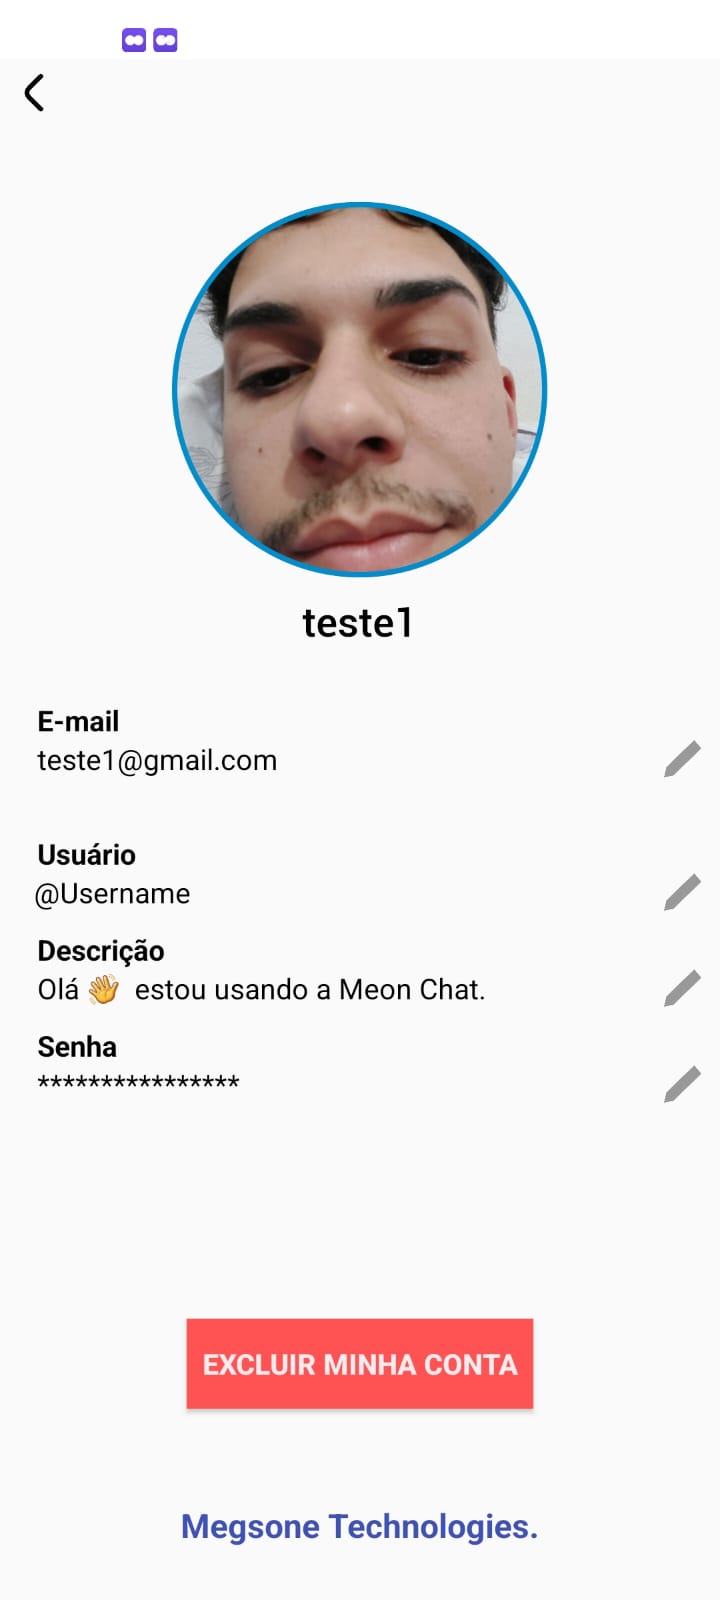 teste1
E-mail
teste1@gmail.com
Usuário
@Username
Descrição
Olá 👋 estou usando a Meon Chat.
Senha
****************
EXCLUIR MINHA CONTA
Megsone Technologies.